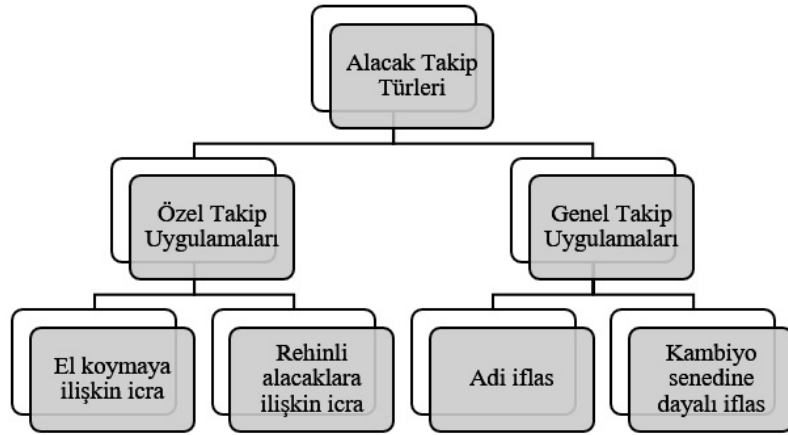 Alacak Takip
Türleri
Özel Takip
Uygulamaları
Genel Takip
Uygulamaları
El koymaya
ilişkin icra
Rehinli
alacaklara
ilişkin icra
Adi iflas
Kambiyo
senedine
dayalı iflas